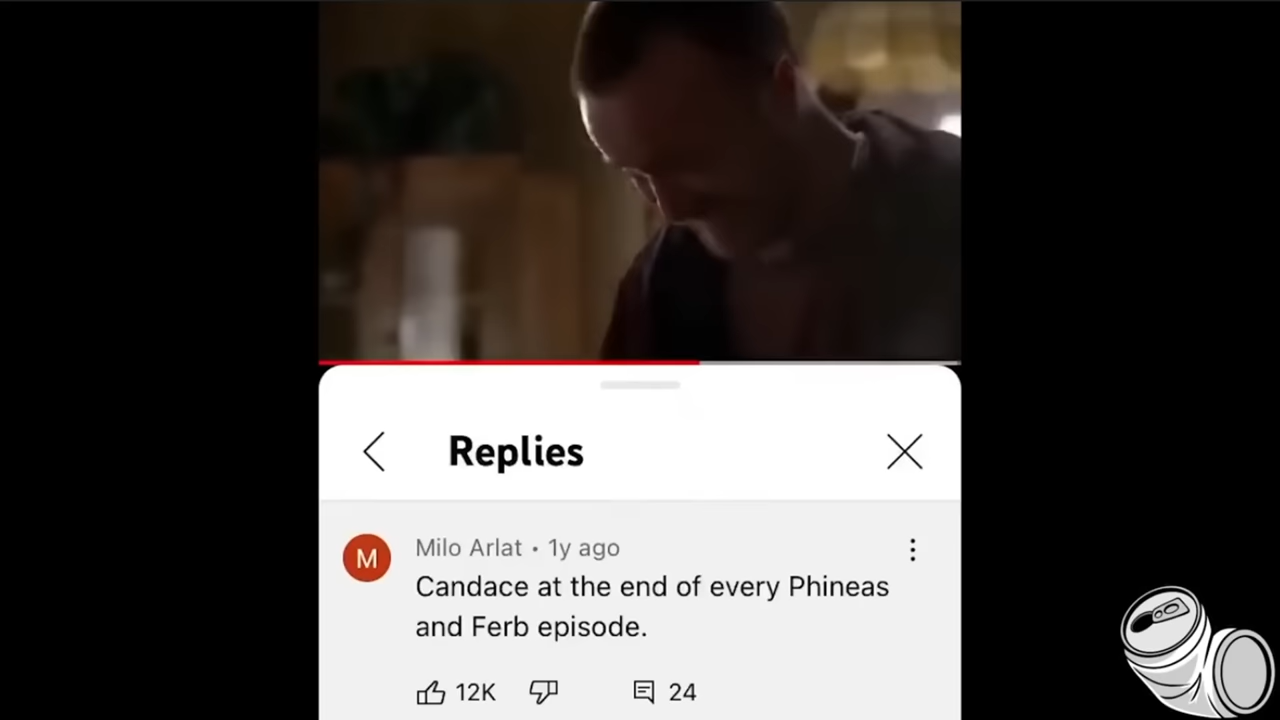 Replies
M
Milo Arlat • 1y ago
Candace at the end of every Phineas
and Ferb episode.
12K
24